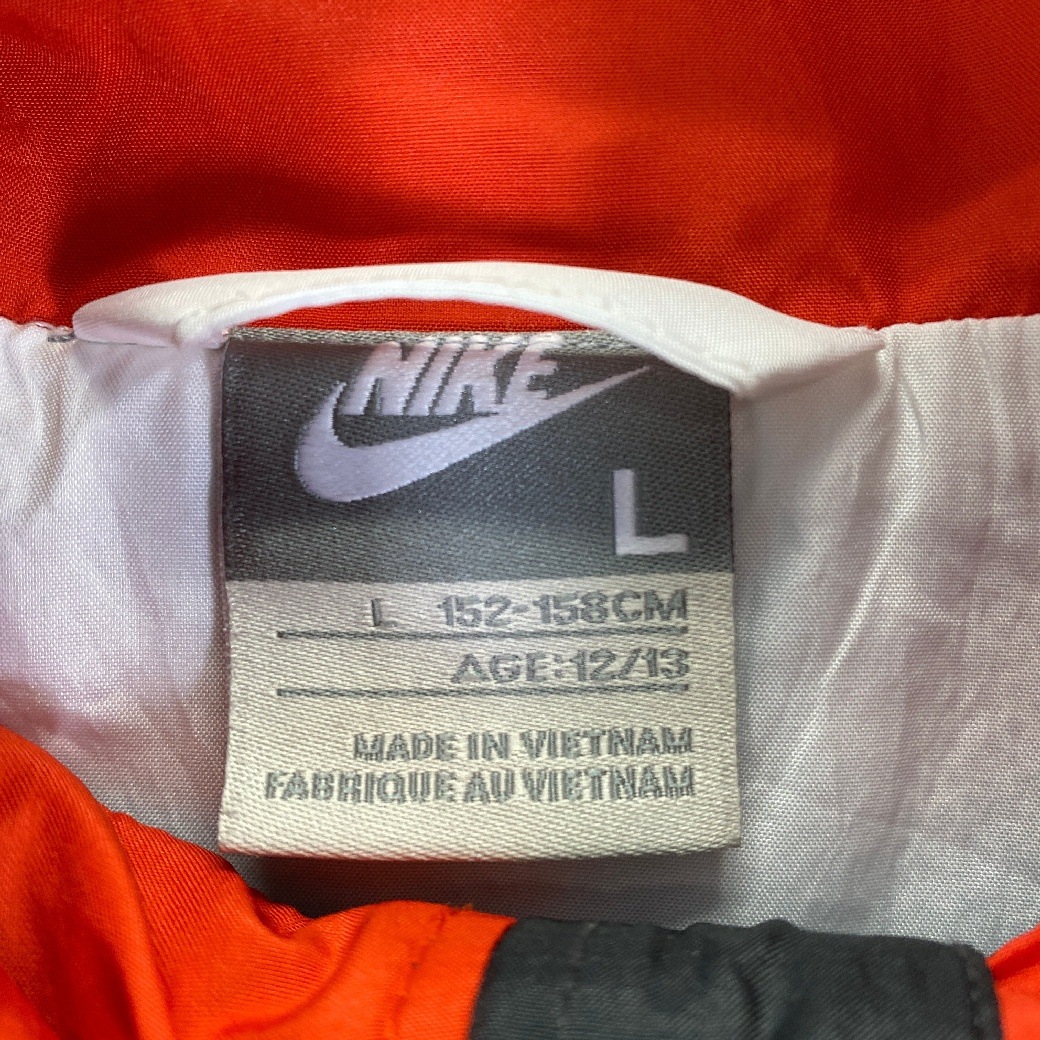 NIKE
L
L 152-158CM
AGE:12/13
MADE IN VIETNAM
FABRIQUE AU VIETNAM